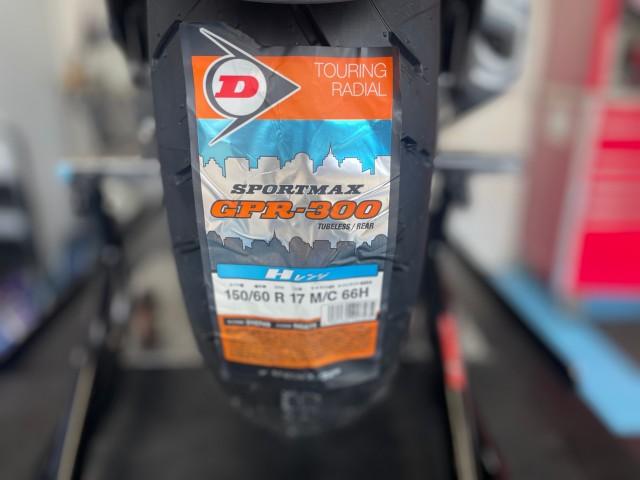 D
TOURING
RADIAL
SPORTMAX
GPR-300
TUBELESS / REAR
Hレンジ
150/60 R 17 M/C 66H